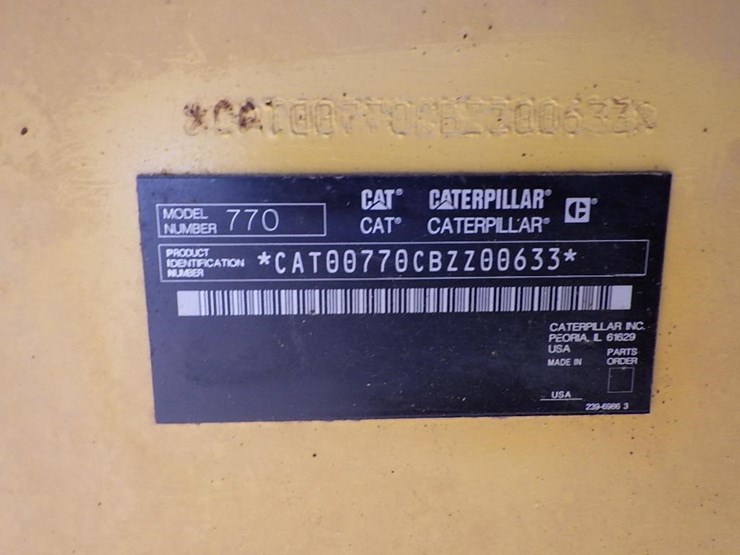 *CAT00770CBZZ00633*
MODEL NUMBER 770
CAT® CATERPILLAR®
CAT® CATERPILLAR®
PRODUCT IDENTIFICATION NUMBER *CAT00770CBZZ00633*
CATERPILLAR INC.
PEORIA, IL 61629
USA
MADE IN
USA
PARTS ORDER
239-6986 3